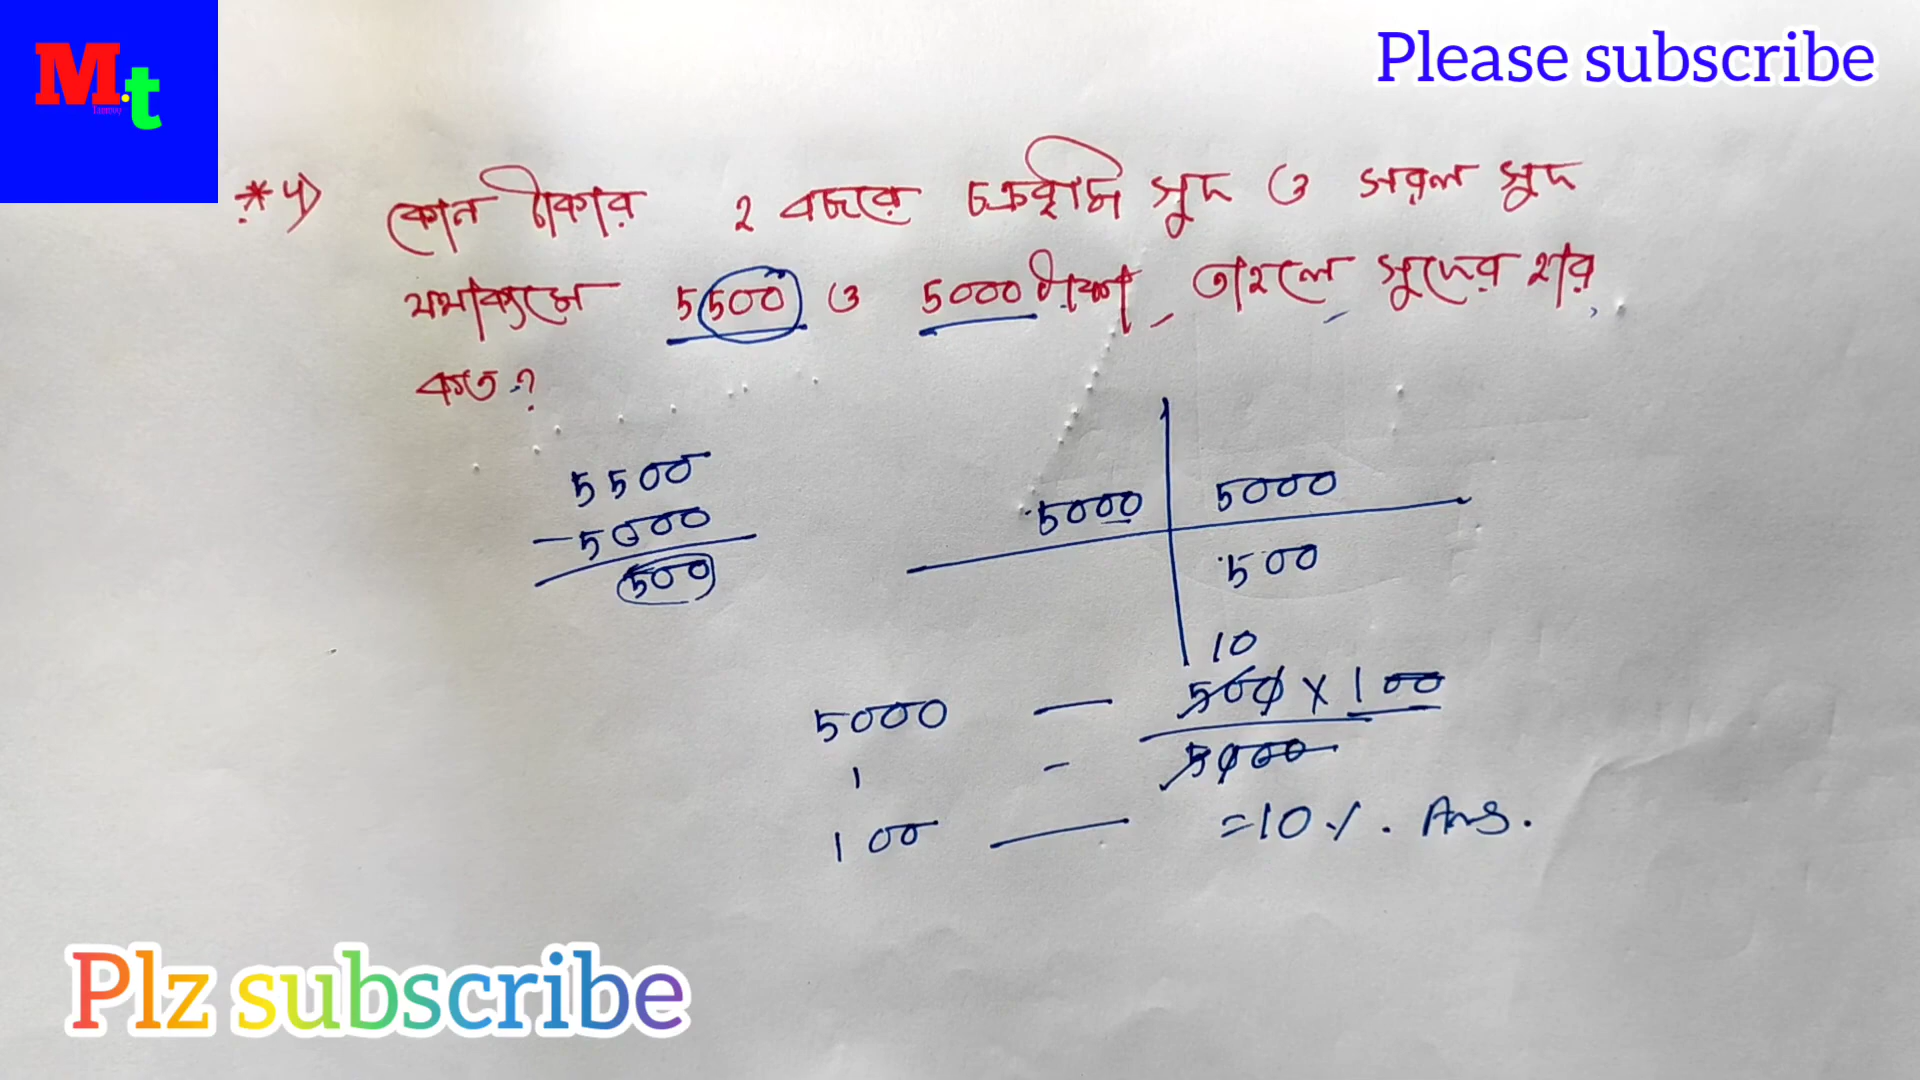 M.t
Please subscribe
*4) কোন টাকার 2 বছরে চক্রবৃদ্ধি সুদ ও সরল সুদ
যথাক্রমে 5500 ও 5000 টাকা, তাহলে সুদের হার
কত?
5500
-5000
500
5000 5000
500
10
5000 — 500 X 100
1 - 5000
100 — =10%. Ans.
Plz subscribe